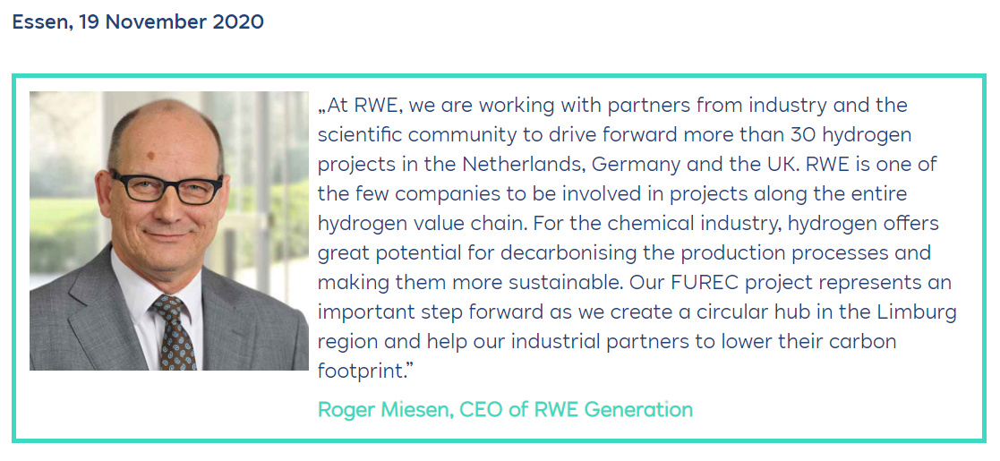 Essen, 19 November 2020
„At RWE, we are working with partners from industry and the
scientific community to drive forward more than 30 hydrogen
projects in the Netherlands, Germany and the UK. RWE is one of
the few companies to be involved in projects along the entire
hydrogen value chain. For the chemical industry, hydrogen offers
great potential for decarbonising the production processes and
making them more sustainable. Our FUREC project represents an
important step forward as we create a circular hub in the Limburg
region and help our industrial partners to lower their carbon
footprint.”
Roger Miesen, CEO of RWE Generation